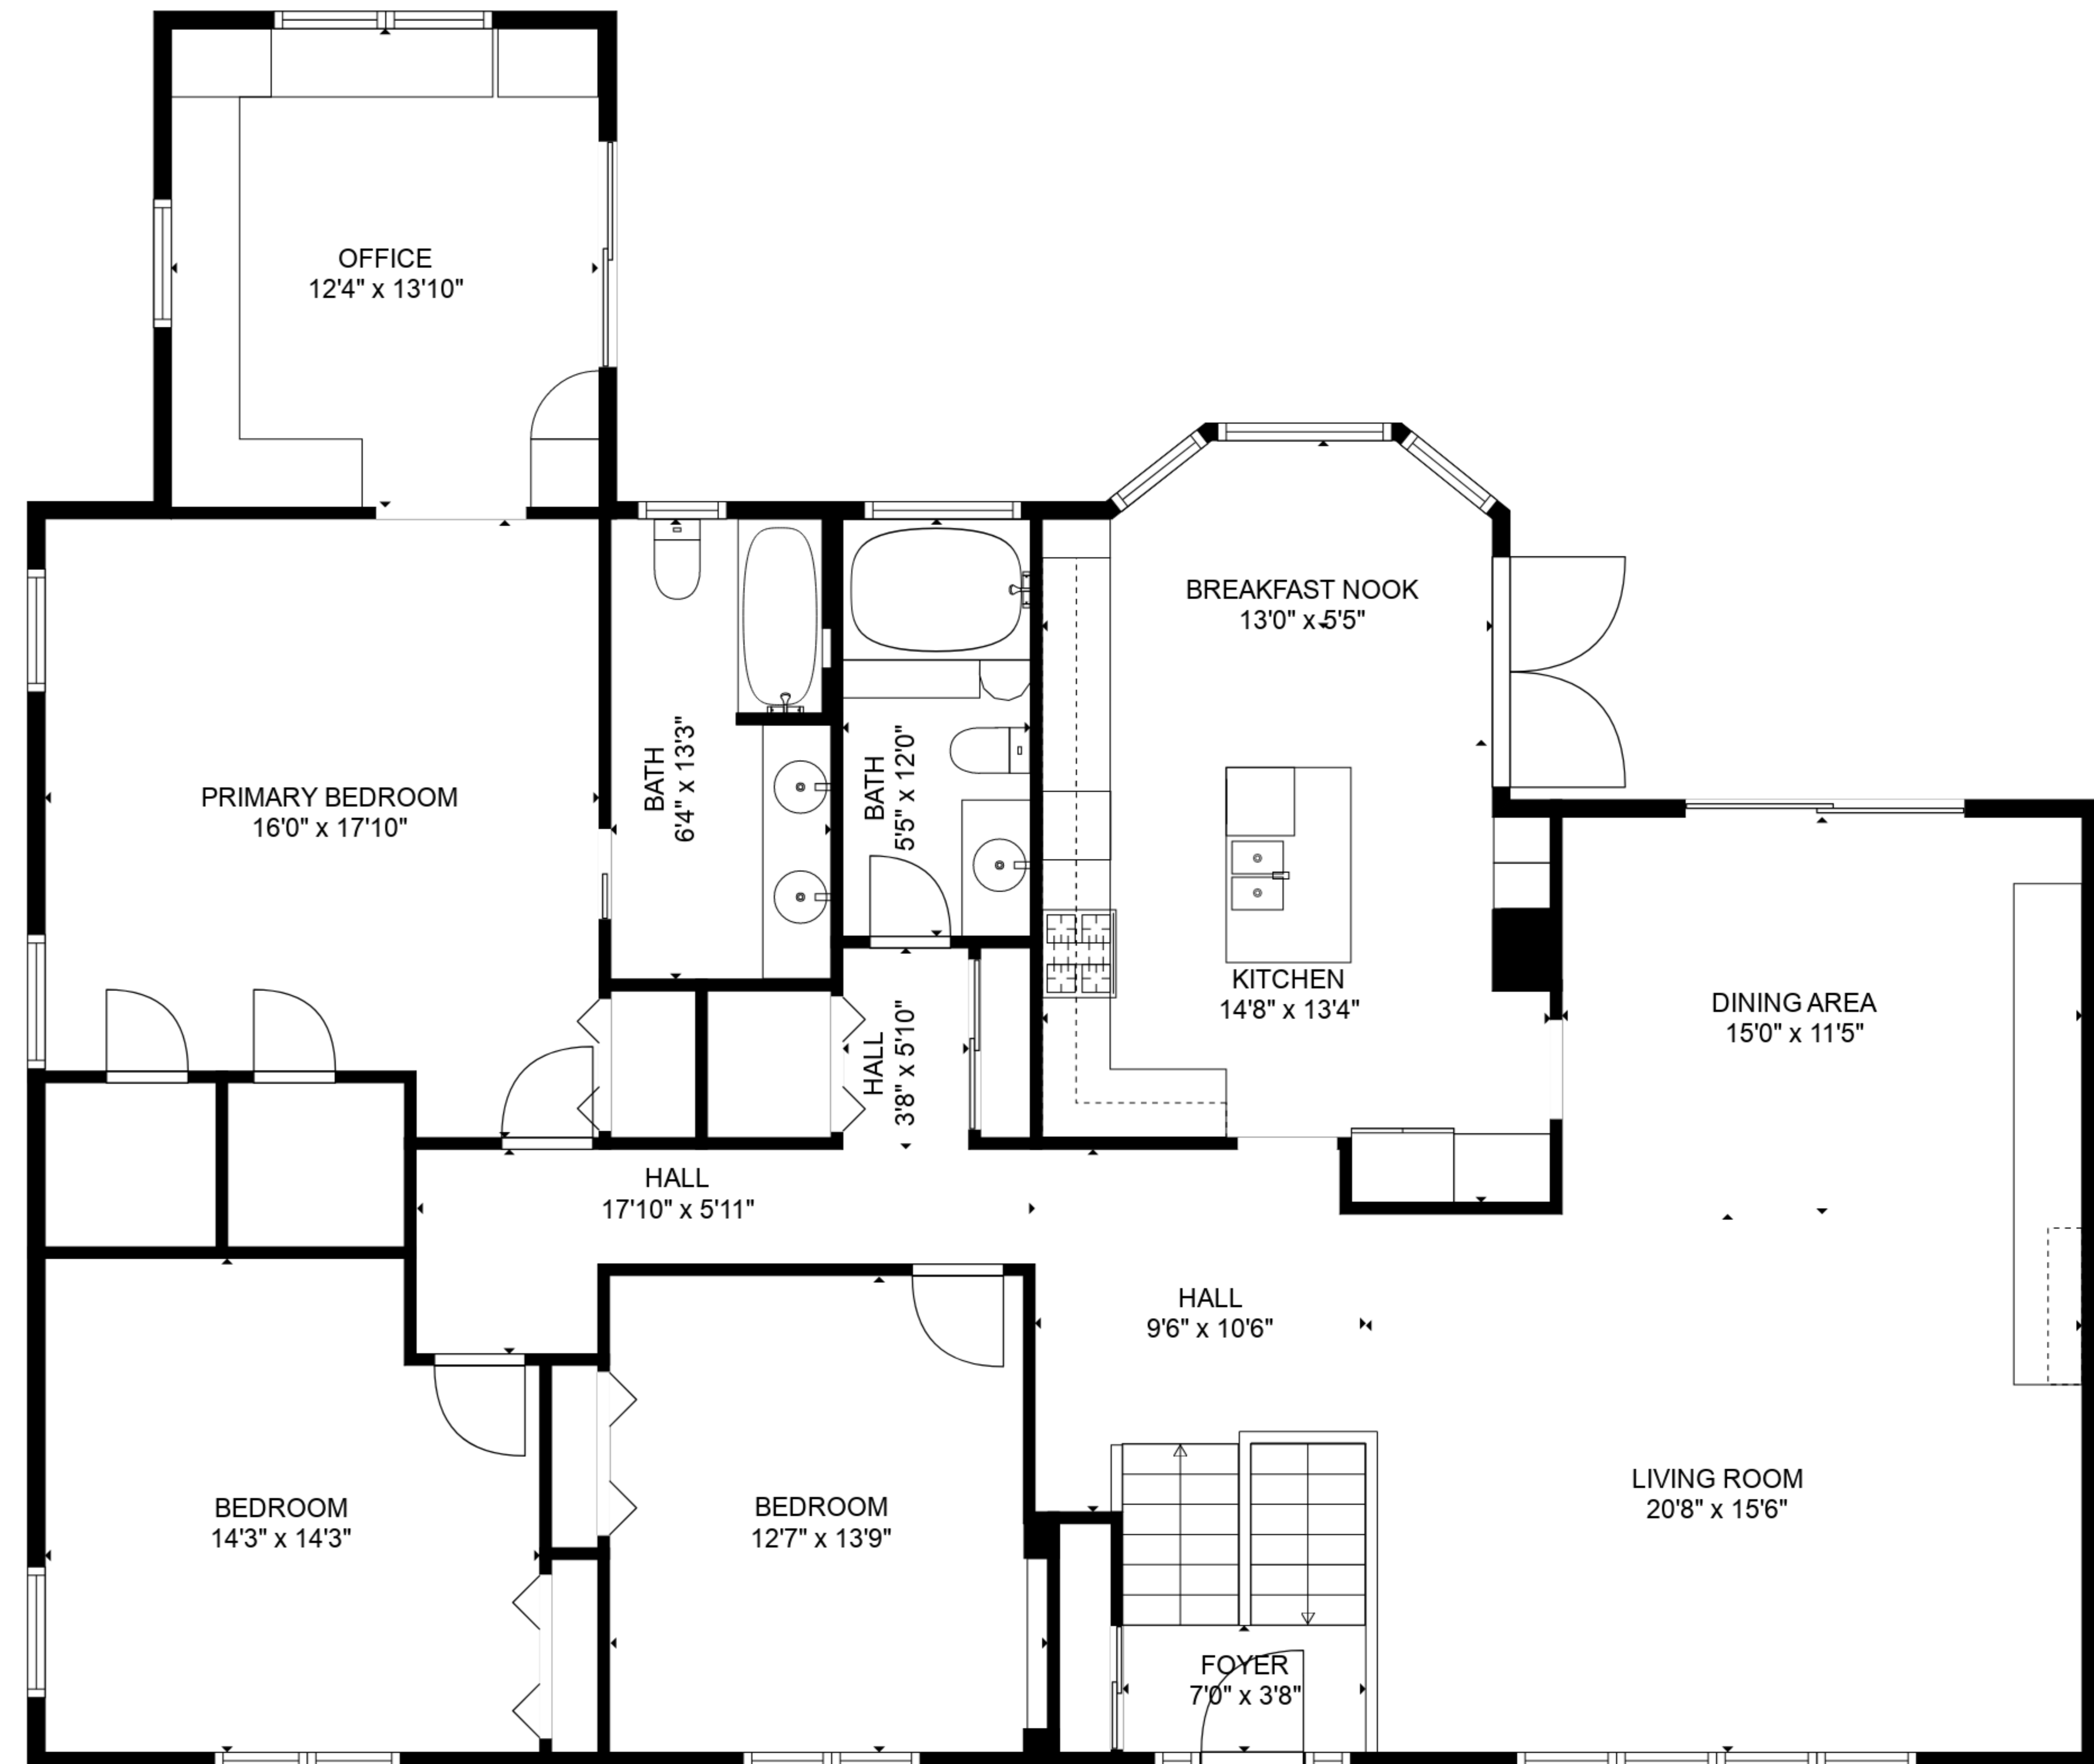 OFFICE
12'4" x 13'10"
BREAKFAST NOOK
13'0" x 5'5"
PRIMARY BEDROOM
16'0" x 17'10"
BATH
6'4" x 13'3"
BATH
5'5" x 12'0"
KITCHEN
14'8" x 13'4"
DINING AREA
15'0" x 11'5"
HALL
3'8" x 5'10"
HALL
17'10" x 5'11"
HALL
9'6" x 10'6"
BEDROOM
14'3" x 14'3"
BEDROOM
12'7" x 13'9"
LIVING ROOM
20'8" x 15'6"
FOYER
7'0" x 3'8"